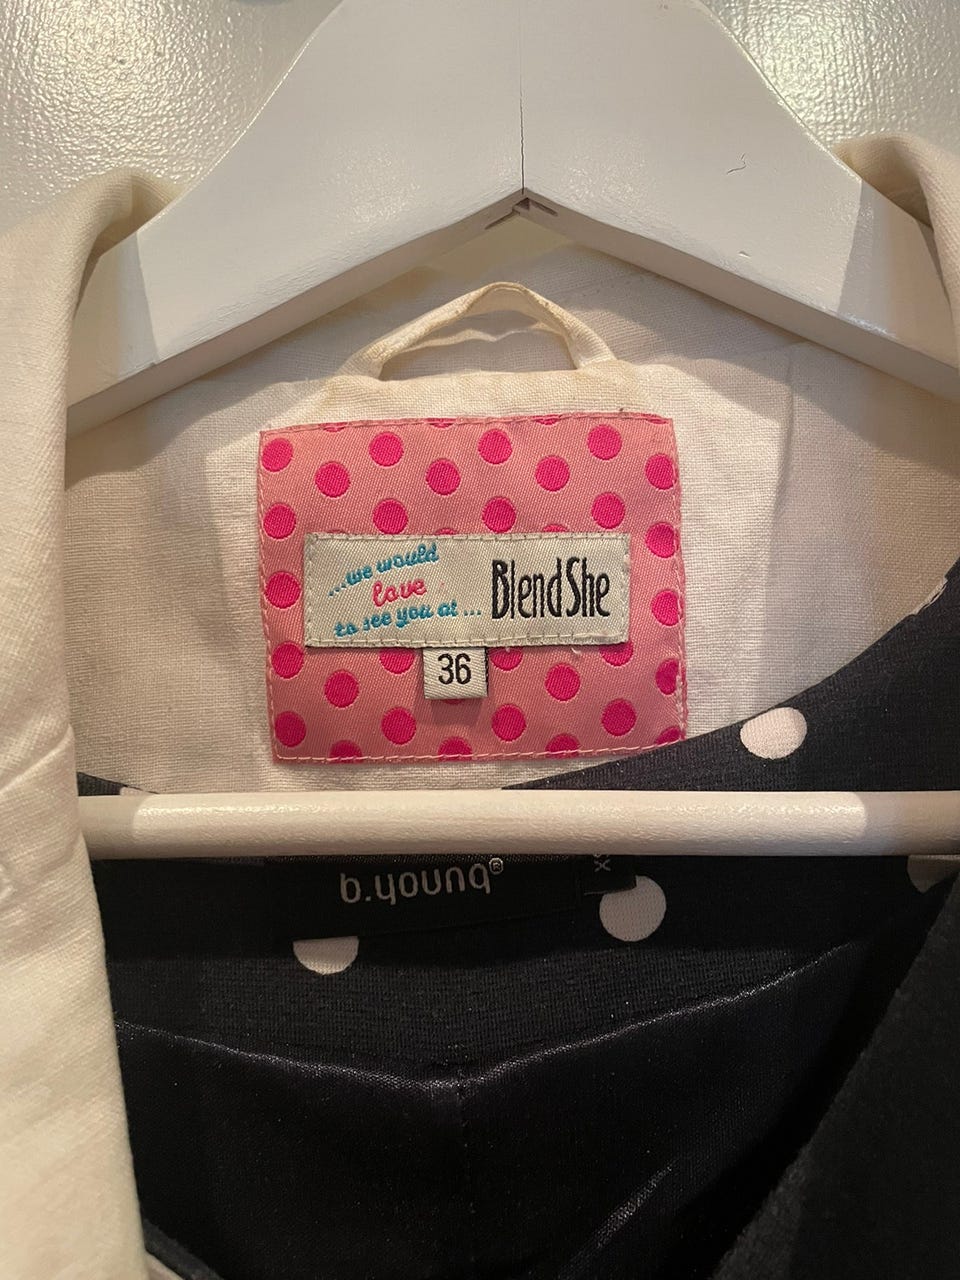 ...we would
love
to see you at...
BlendShe
36
b.young®